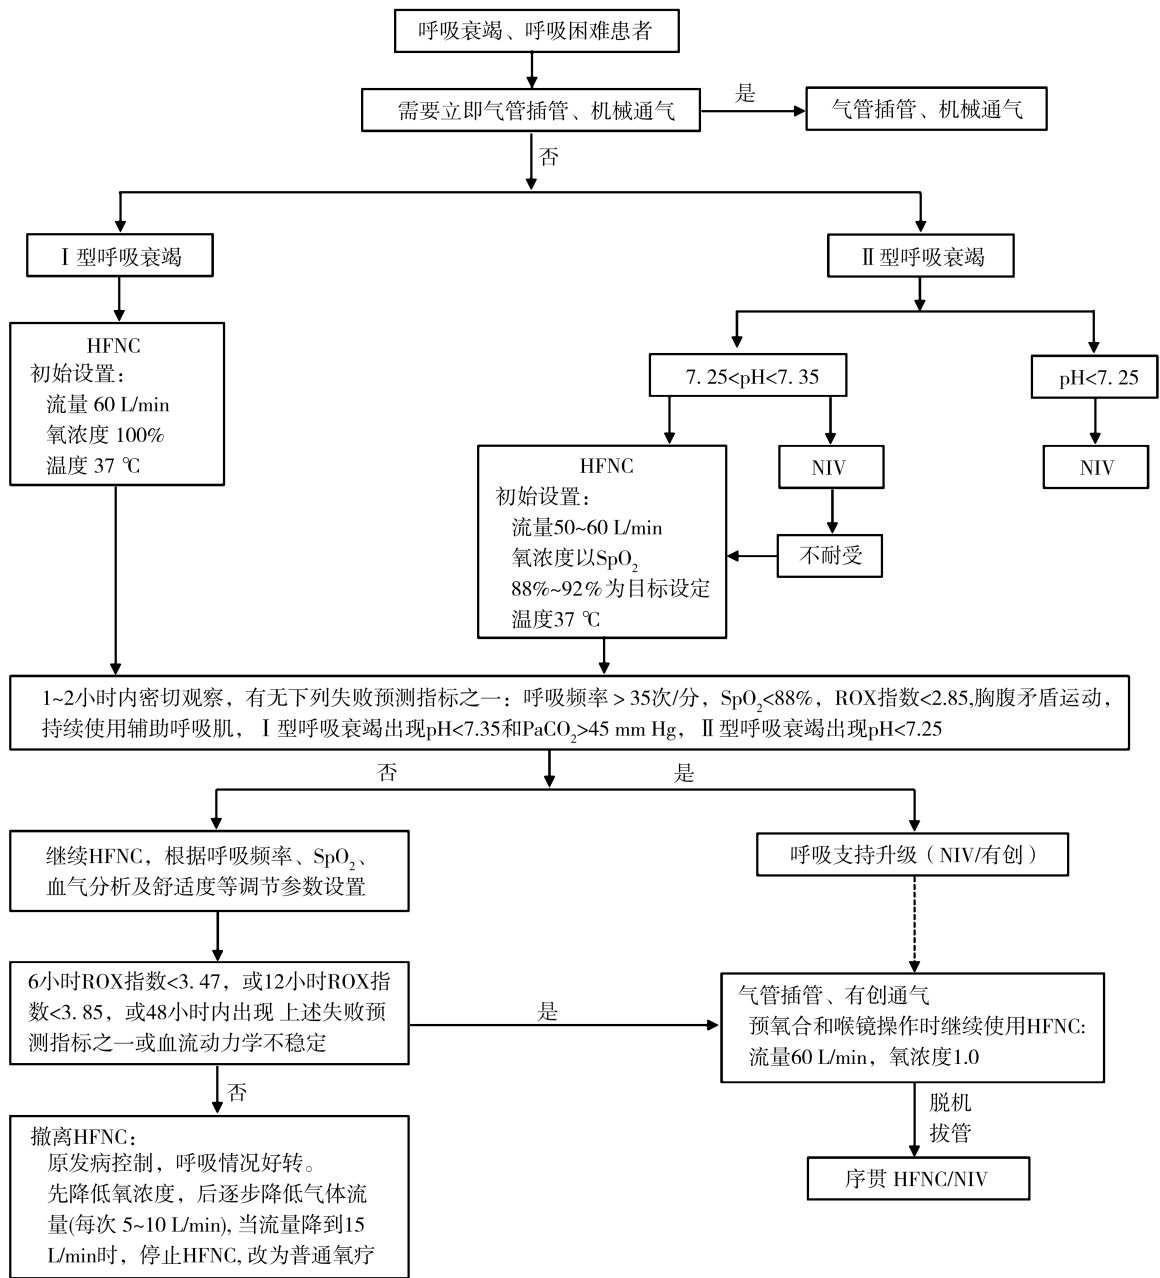 呼吸衰竭、呼吸困难患者
需要立即气管插管、机械通气
是
气管插管、机械通气
否
Ⅰ型呼吸衰竭
Ⅱ型呼吸衰竭
HFNC
初始设置：
流量 60 L/min
氧浓度 100%
温度 37 ℃
7. 25<pH<7. 35
pH<7. 25
HFNC
初始设置：
流量50~60 L/min
氧浓度以SpO₂
88%~92%为目标设定
温度37 ℃
NIV
不耐受
NIV
1~2小时内密切观察，有无下列失败预测指标之一：呼吸频率＞35次/分，SpO₂<88%，ROX指数<2.85,胸腹矛盾运动，
持续使用辅助呼吸肌，Ⅰ型呼吸衰竭出现pH<7.35和PaCO₂>45 mm Hg，Ⅱ型呼吸衰竭出现pH<7.25
否
是
继续HFNC，根据呼吸频率、SpO₂、
血气分析及舒适度等调节参数设置
呼吸支持升级（NIV/有创）
6小时ROX指数<3. 47，或12小时ROX指
数<3. 85，或48小时内出现 上述失败预
测指标之一或血流动力学不稳定
是
气管插管、有创通气
预氧合和喉镜操作时继续使用HFNC:
流量60 L/min，氧浓度1.0
否
撤离HFNC：
原发病控制，呼吸情况好转。
先降低氧浓度，后逐步降低气体流
量(每次 5~10 L/min), 当流量降到15
L/min时，停止HFNC, 改为普通氧疗
脱机
拔管
序贯 HFNC/NIV